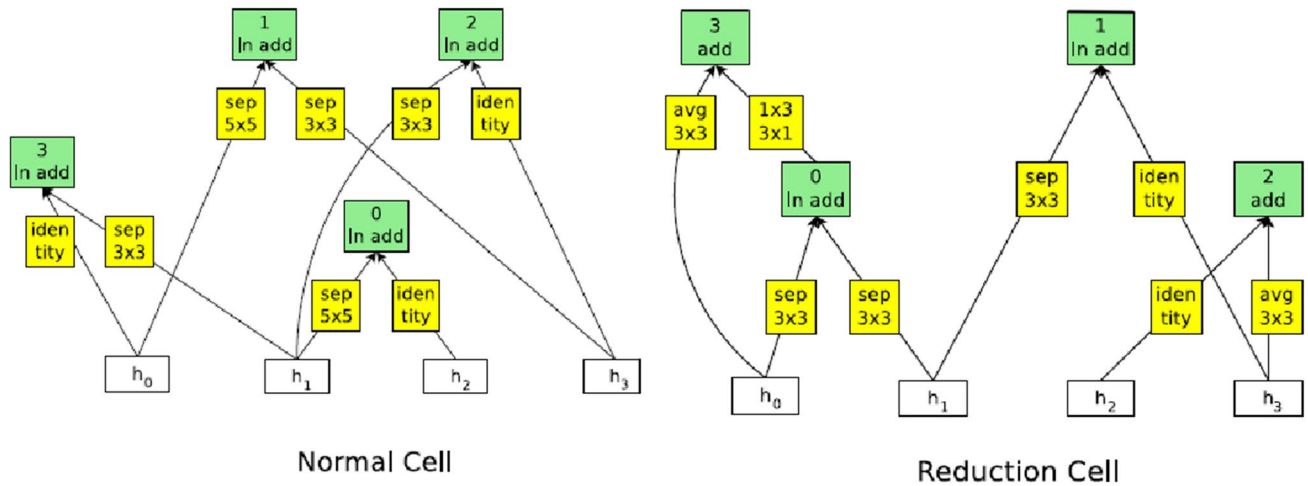 1
ln add
2
ln add
sep
5x5
sep
3x3
sep
3x3
iden
tity
3
ln add
iden
tity
sep
3x3
0
ln add
sep
5x5
iden
tity
h0
h1
h2
h3
Normal Cell
3
add
1
ln add
avg
3x3
1x3
3x1
0
ln add
sep
3x3
iden
tity
2
add
sep
3x3
sep
3x3
iden
tity
avg
3x3
h0
h1
h2
h3
Reduction Cell